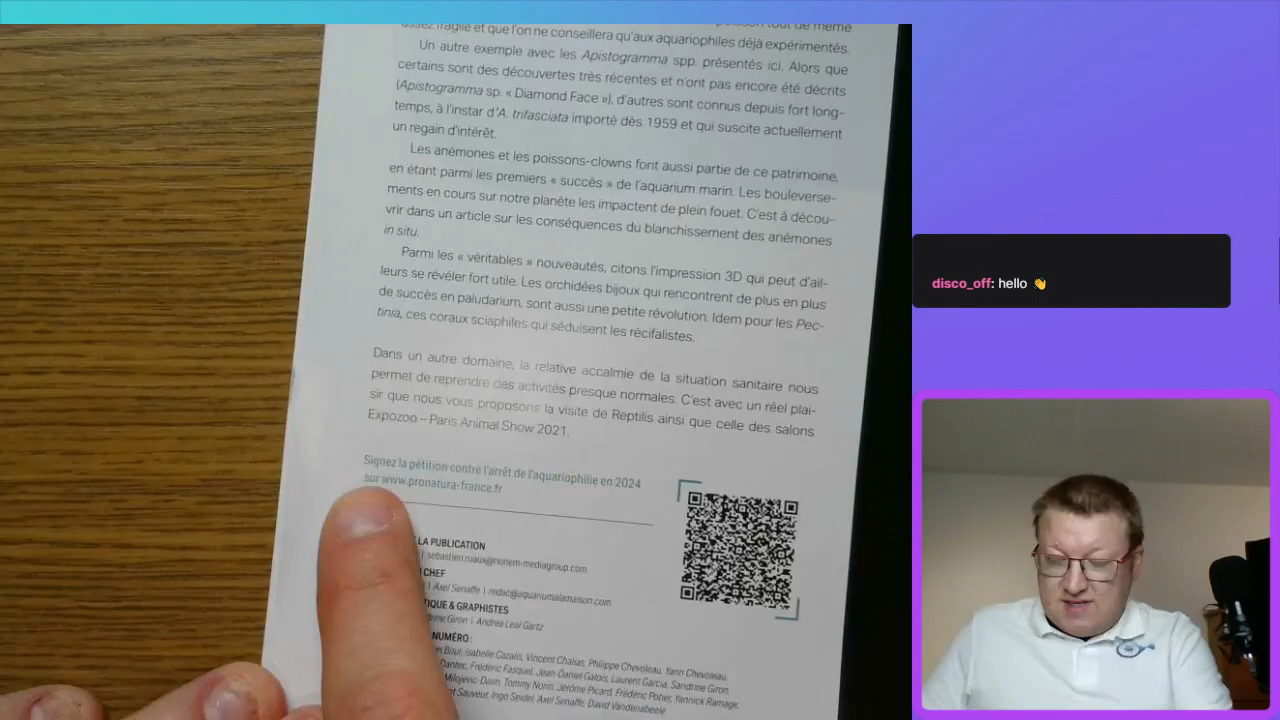 poisson tout de même
assez fragile et que l'on ne conseillera qu'aux aquariophiles déjà expérimentés.
Un autre exemple avec les Apistogramma spp. présentés ici. Alors que
certains sont des découvertes très récentes et n'ont pas encore été décrits
(Apistogramma sp. « Diamond Face »), d'autres sont connus depuis fort long-
temps, à l'instar d'A. trifasciata importé dès 1959 et qui suscite actuellement
un regain d'intérêt.
Les anémones et les poissons-clowns font aussi partie de ce patrimoine,
en étant parmi les premiers « succès » de l'aquarium marin. Les bouleverse-
ments en cours sur notre planète les impactent de plein fouet. C'est à décou-
vrir dans un article sur les conséquences du blanchissement des anémones
in situ.
Parmi les « véritables » nouveautés, citons l'impression 3D qui peut d'ail-
leurs se révéler fort utile. Les orchidées bijoux qui rencontrent de plus en plus
de succès en paludarium, sont aussi une petite révolution. Idem pour les Pec-
tinia, ces coraux sciaphiles qui séduisent les récifalistes.
Dans un autre domaine, la relative accalmie de la situation sanitaire nous
permet de reprendre des activités presque normales. C'est avec un réel plai-
sir que nous vous proposons la visite de Reptilis ainsi que celle des salons
Expozoo – Paris Animal Show 2021.
Signez la pétition contre l'arrêt de l'aquariophilie en 2024
sur www.pronatura-france.fr
LA PUBLICATION
| sebastien.ruaux@nonem-mediagroup.com
CHEF
| Axel Senaffe | redac@aquariumalamaison.com
TIQUE & GRAPHISTES
Giron | Andrea Leal Gartz
NUMÉRO :
Bour, Isabelle Cazalis, Vincent Chalias, Philippe Chevoleau, Yann Chevoleau,
Dantec, Frédéric Fasquel, Jean-Daniel Galois, Laurent Garcia, Sandrine Giron,
Milojevic-Daim, Tommy Norin, Jérôme Picard, Frédéric Potier, Yannick Ramage,
Sauveur, Ingo Seidel, Axel Senaffe, David Vandenabeele
disco_off: hello 👋